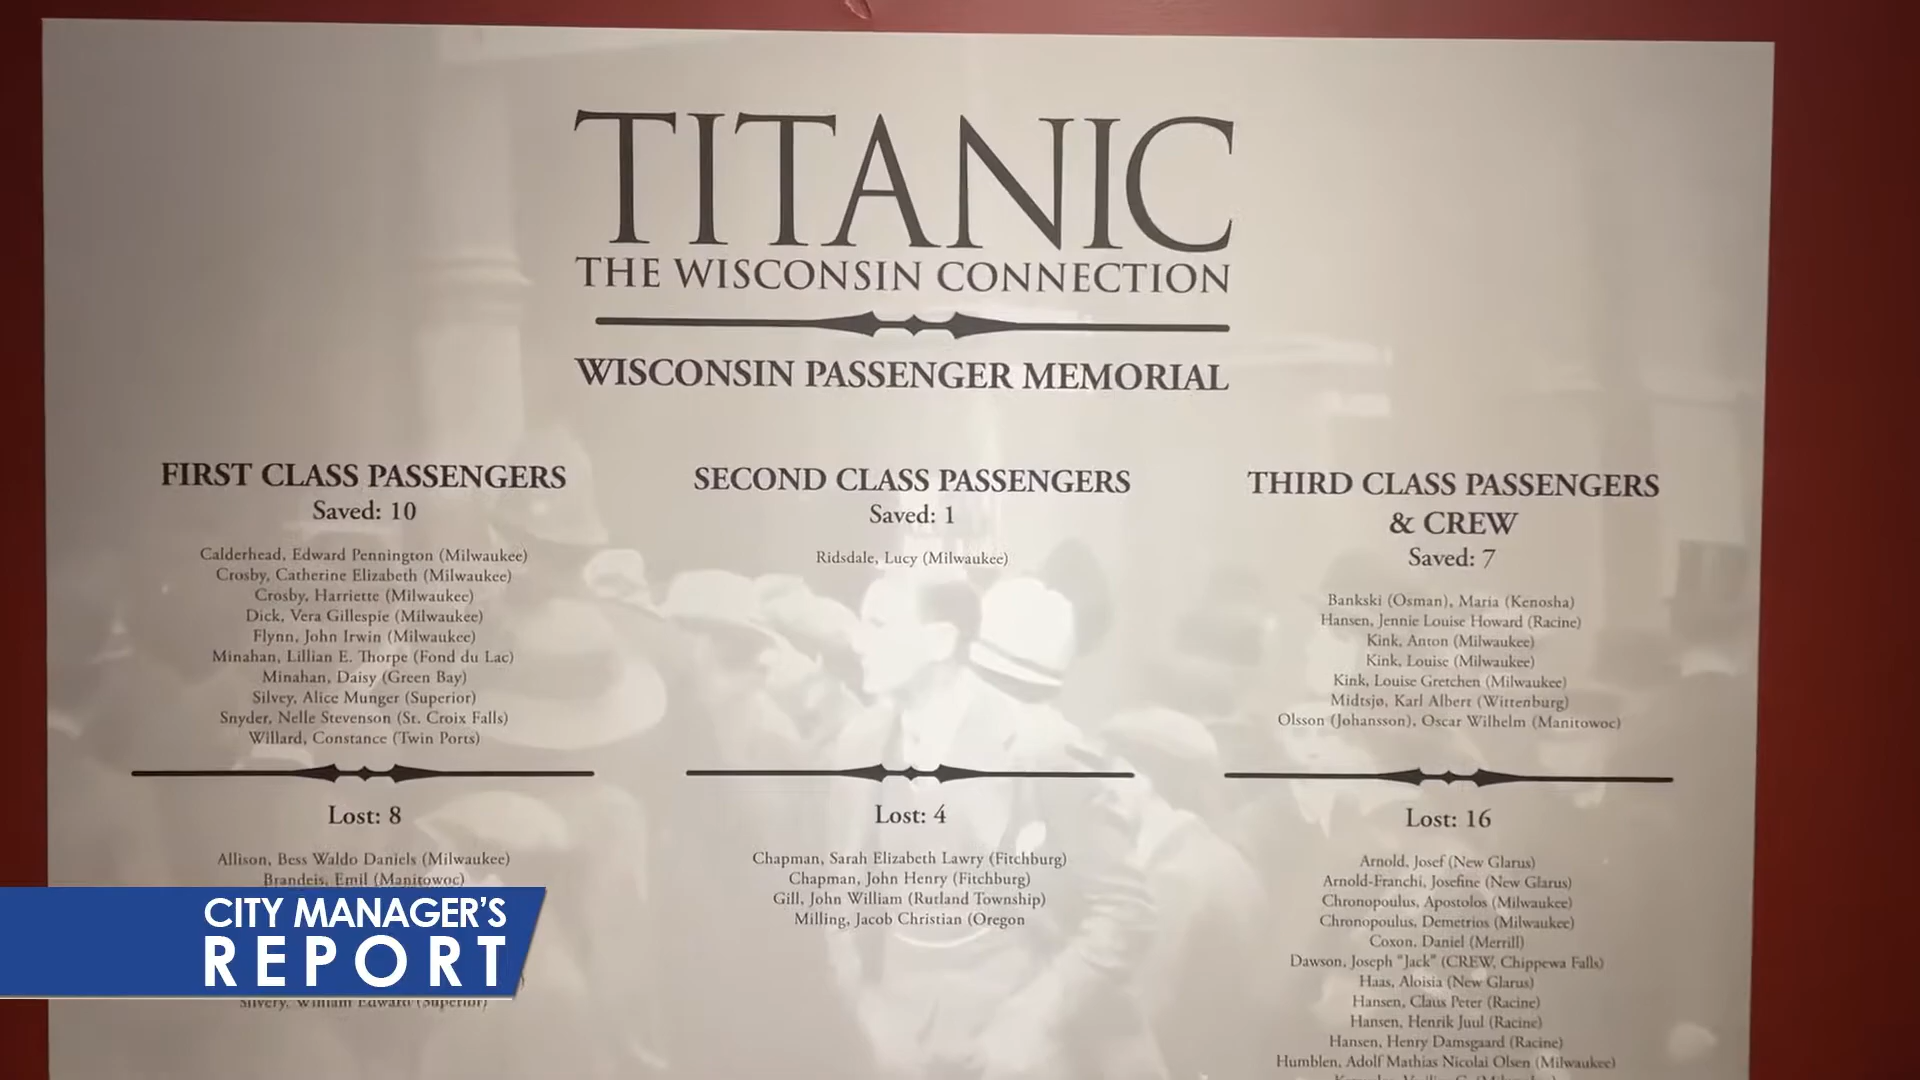 TITANIC
THE WISCONSIN CONNECTION
WISCONSIN PASSENGER MEMORIAL
FIRST CLASS PASSENGERS
Saved: 10
Calderhead, Edward Pennington (Milwaukee)
Crosby, Catherine Elizabeth (Milwaukee)
Crosby, Harriette (Milwaukee)
Dick, Vera Gillespie (Milwaukee)
Flynn, John Irwin (Milwaukee)
Minahan, Lillian E. Thorpe (Fond du Lac)
Minahan, Daisy (Green Bay)
Silvey, Alice Munger (Superior)
Snyder, Nelle Stevenson (St. Croix Falls)
Willard, Constance (Twin Ports)
Lost: 8
Allison, Bess Waldo Daniels (Milwaukee)
Brandeis, Emil (Manitowoc)
Silvery, William Edward (Superior)
SECOND CLASS PASSENGERS
Saved: 1
Ridsdale, Lucy (Milwaukee)
Lost: 4
Chapman, Sarah Elizabeth Lawry (Fitchburg)
Chapman, John Henry (Fitchburg)
Gill, John William (Rutland Township)
Milling, Jacob Christian (Oregon
THIRD CLASS PASSENGERS
& CREW
Saved: 7
Bankski (Osman), Maria (Kenosha)
Hansen, Jennie Louise Howard (Racine)
Kink, Anton (Milwaukee)
Kink, Louise (Milwaukee)
Kink, Louise Gretchen (Milwaukee)
Midtsjø, Karl Albert (Wittenburg)
Olsson (Johansson), Oscar Wilhelm (Manitowoc)
Lost: 16
Arnold, Josef (New Glarus)
Arnold-Franchi, Josefine (New Glarus)
Chronopoulus, Apostolos (Milwaukee)
Chronopoulus, Demetrios (Milwaukee)
Coxon, Daniel (Merrill)
Dawson, Joseph "Jack" (CREW, Chippewa Falls)
Haas, Aloisia (New Glarus)
Hansen, Claus Peter (Racine)
Hansen, Henrik Juul (Racine)
Hansen, Henry Damsgaard (Racine)
Humblen, Adolf Mathias Nicolai Olsen (Milwaukee)
CITY MANAGER'S
REPORT